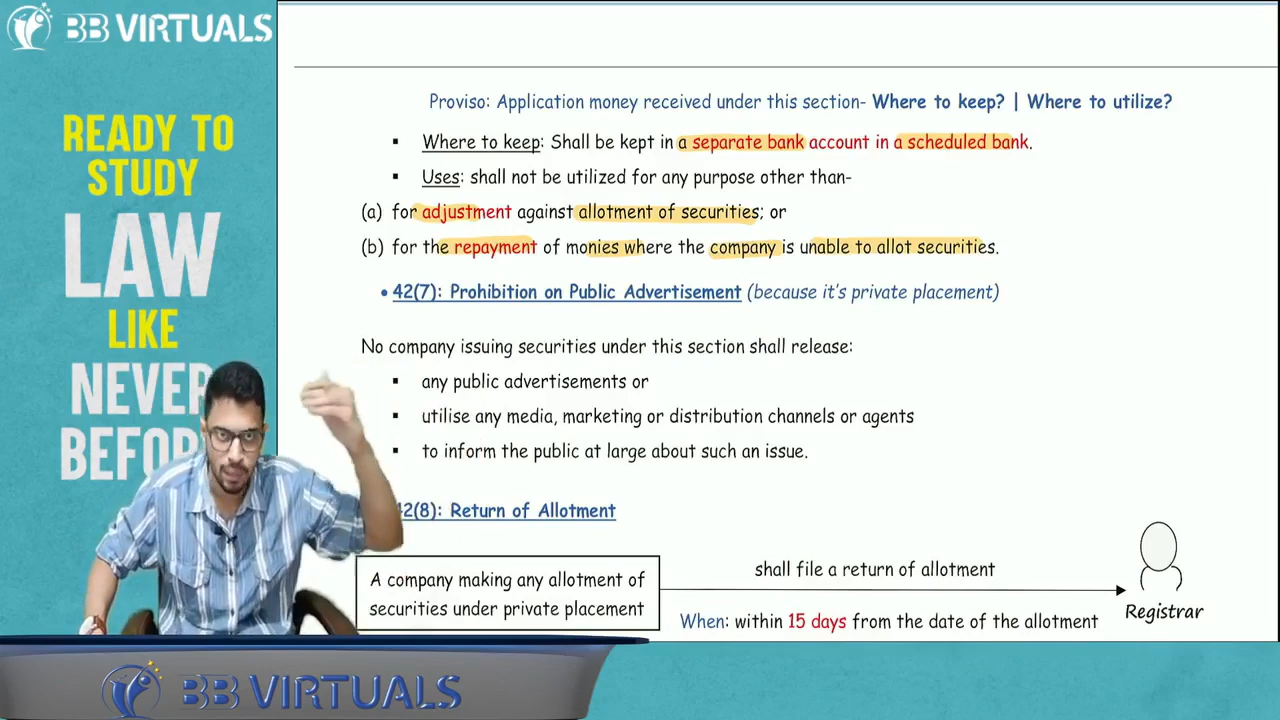 BB VIRTUALS
READY TO
STUDY
LAW
LIKE
NEVER
BEFOR
Proviso: Application money received under this section- Where to keep? | Where to utilize?
▪ Where to keep: Shall be kept in a separate bank account in a scheduled bank.
▪ Uses: shall not be utilized for any purpose other than-
(a) for adjustment against allotment of securities; or
(b) for the repayment of monies where the company is unable to allot securities.
• 42(7): Prohibition on Public Advertisement (because it's private placement)
No company issuing securities under this section shall release:
▪ any public advertisements or
▪ utilise any media, marketing or distribution channels or agents
▪ to inform the public at large about such an issue.
42(8): Return of Allotment
A company making any allotment of
securities under private placement
shall file a return of allotment
When: within 15 days from the date of the allotment
Registrar
BB VIRTUALS